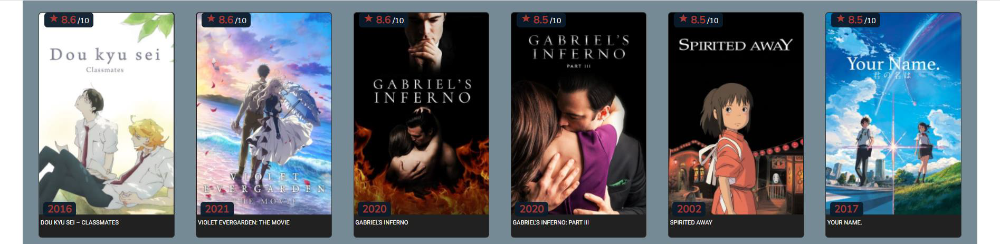 ★ 8.6/10
Dou kyu sei
Classmates
2016
DOU KYU SEI – CLASSMATES
★ 8.6/10
VIOLET
EVERGARDEN
THE MOVIE
2021
VIOLET EVERGARDEN: THE MOVIE
★ 8.6/10
GABRIEL'S
INFERNO
2020
GABRIEL'S INFERNO
★ 8.5/10
GABRIEL'S
INFERNO
PART III
2020
GABRIEL'S INFERNO: PART III
★ 8.5/10
SPIRITED AWAY
2002
SPIRITED AWAY
★ 8.5/10
Your Name.
君の名は
2017
YOUR NAME.